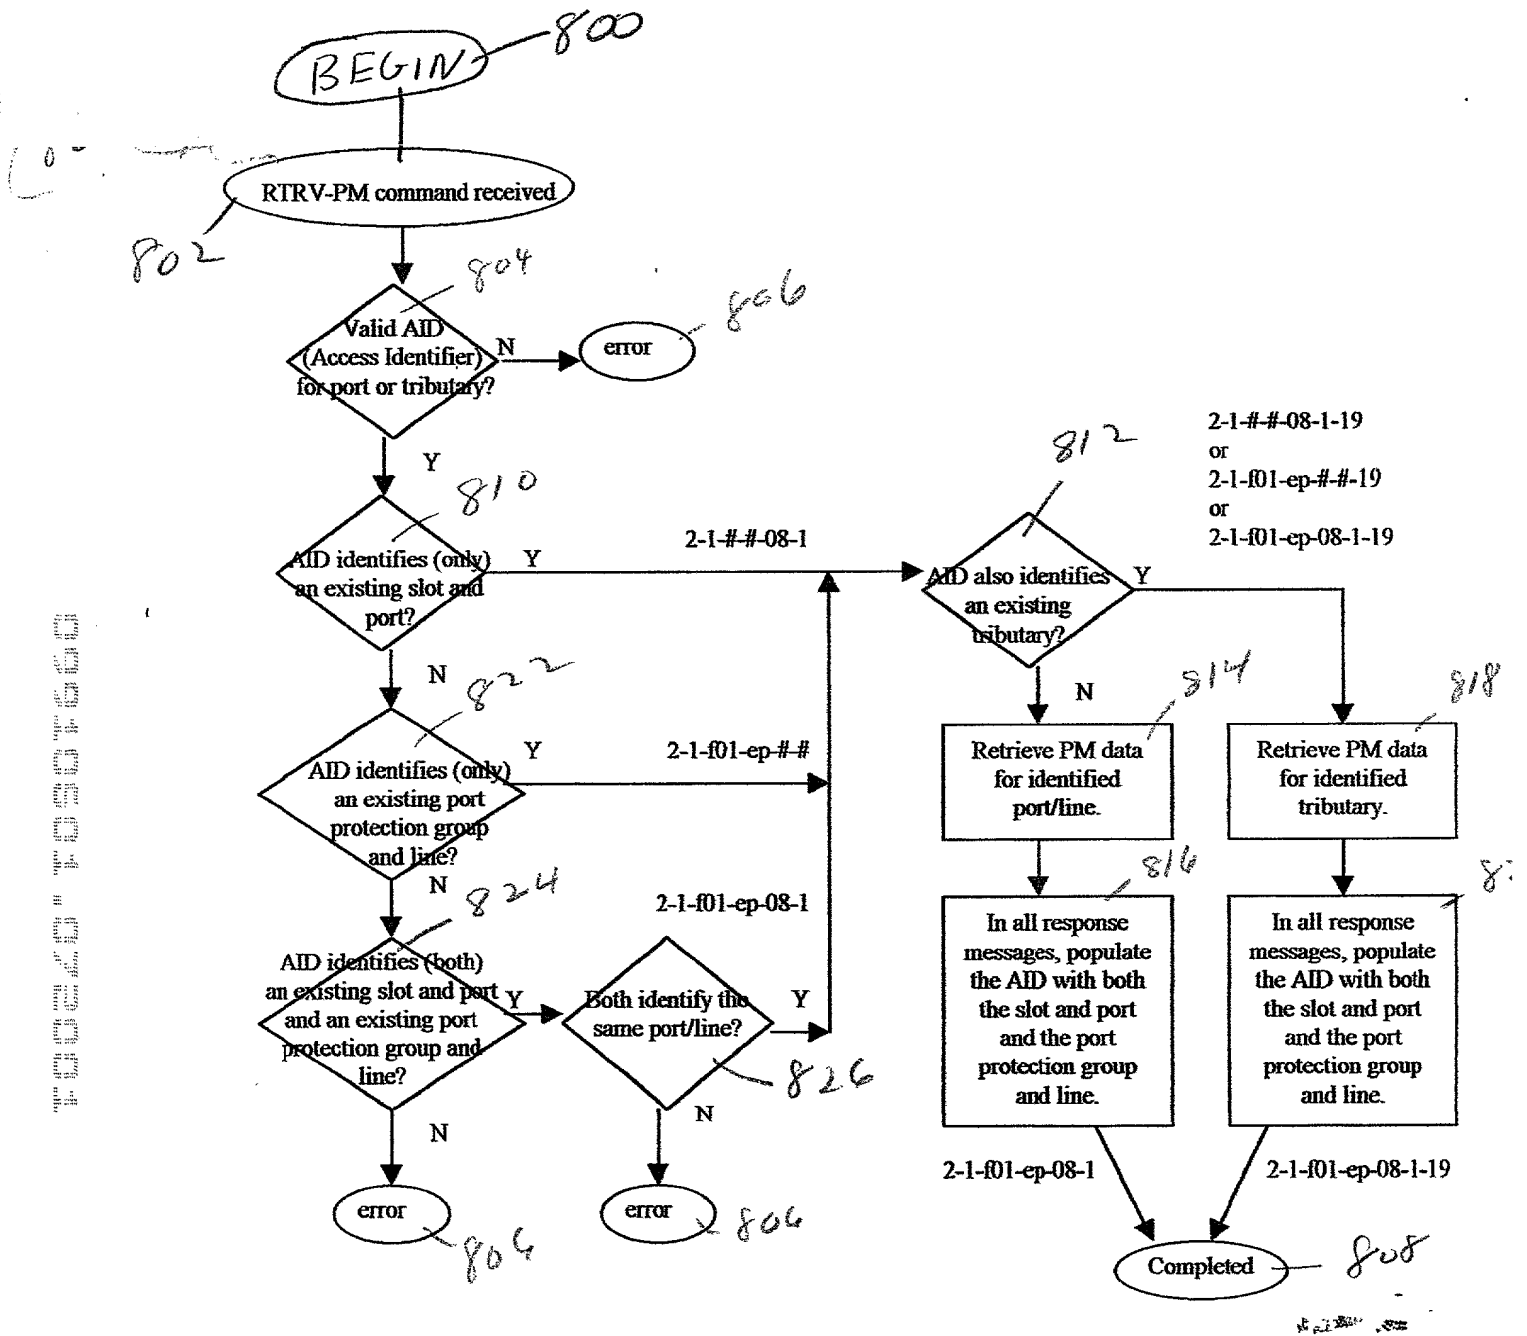 800
BEGIN
RTRV-PM command received
802
804
Valid AID
(Access Identifier)
for port or tributary?
N
error
806
Y
810
AID identifies (only)
an existing slot and
port?
Y
2-1-#-#-08-1
812
2-1-#-#-08-1-19
or
2-1-f01-ep-#-#-19
or
2-1-f01-ep-08-1-19
AID also identifies
an existing
tributary?
Y
N
822
AID identifies (only)
an existing port
protection group
and line?
Y
2-1-f01-ep-#-#
N
814
Retrieve PM data
for identified
port/line.
818
Retrieve PM data
for identified
tributary.
N
824
AID identifies (both)
an existing slot and port
and an existing port
protection group and
line?
Y
2-1-f01-ep-08-1
Both identify the
same port/line?
Y
826
816
In all response
messages, populate
the AID with both
the slot and port
and the port
protection group
and line.
In all response
messages, populate
the AID with both
the slot and port
and the port
protection group
and line.
N
error
806
N
error
806
2-1-f01-ep-08-1
2-1-f01-ep-08-1-19
Completed
808